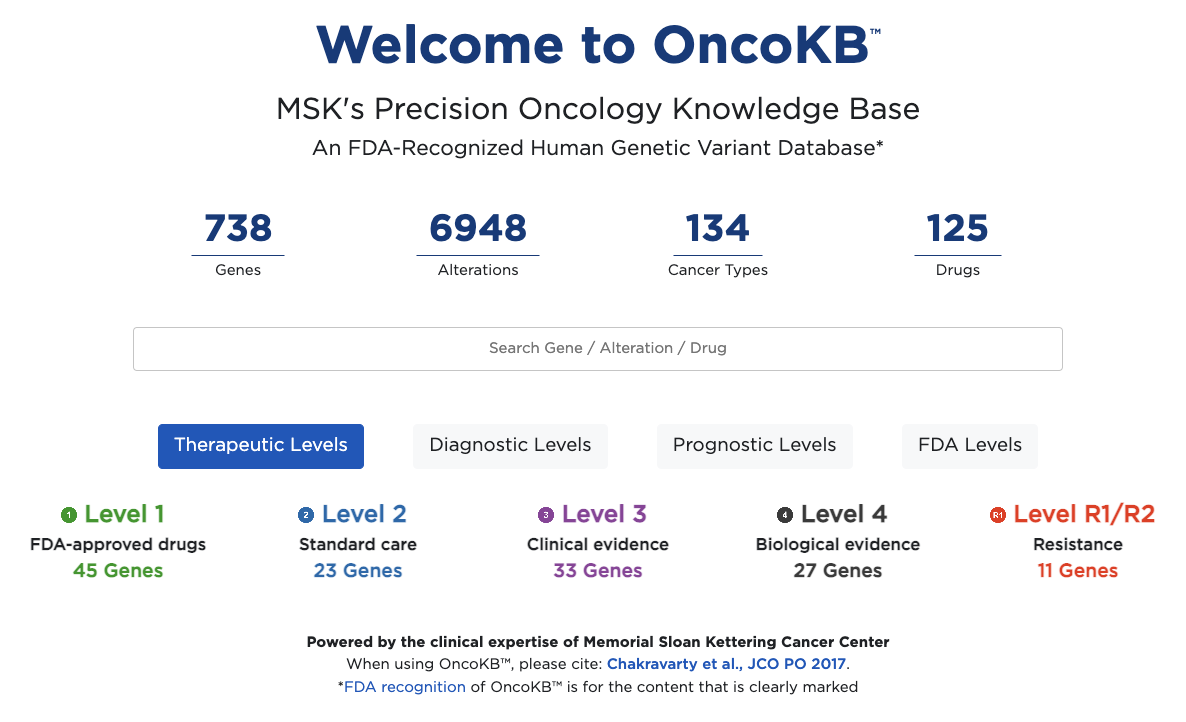 Welcome to OncoKB™
MSK's Precision Oncology Knowledge Base
An FDA-Recognized Human Genetic Variant Database*
738
Genes
6948
Alterations
134
Cancer Types
125
Drugs
Search Gene / Alteration / Drug
Therapeutic Levels
Diagnostic Levels
Prognostic Levels
FDA Levels
1 Level 1
FDA-approved drugs
45 Genes
2 Level 2
Standard care
23 Genes
3 Level 3
Clinical evidence
33 Genes
4 Level 4
Biological evidence
27 Genes
R1 Level R1/R2
Resistance
11 Genes
Powered by the clinical expertise of Memorial Sloan Kettering Cancer Center
When using OncoKB™, please cite: Chakravarty et al., JCO PO 2017.
*FDA recognition of OncoKB™ is for the content that is clearly marked